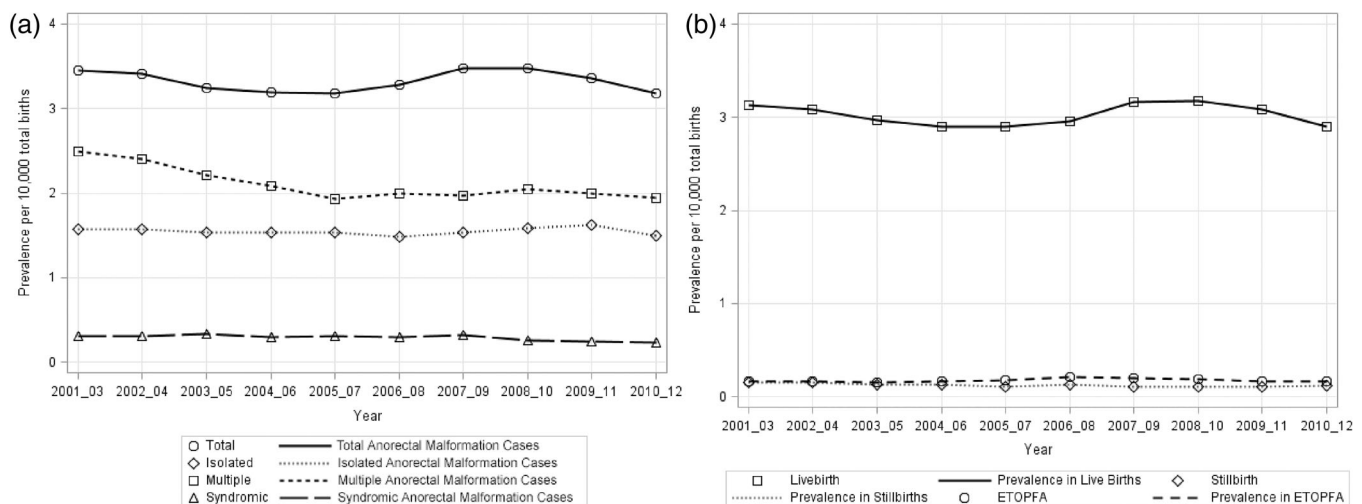 (a)
Prevalence per 10,000 total births
4
3
2
1
0
2001_03 2002_04 2003_05 2004_06 2005_07 2006_08 2007_09 2008_10 2009_11 2010_12
Year
Total Total Anorectal Malformation Cases
Isolated Isolated Anorectal Malformation Cases
Multiple Multiple Anorectal Malformation Cases
Syndromic Syndromic Anorectal Malformation Cases
(b)
Prevalence per 10,000 total births
4
3
2
1
0
2001_03 2002_04 2003_05 2004_06 2005_07 2006_08 2007_09 2008_10 2009_11 2010_12
Year
Livebirth Prevalence in Live Births Stillbirth
Prevalence in Stillbirths ETOPFA Prevalence in ETOPFA